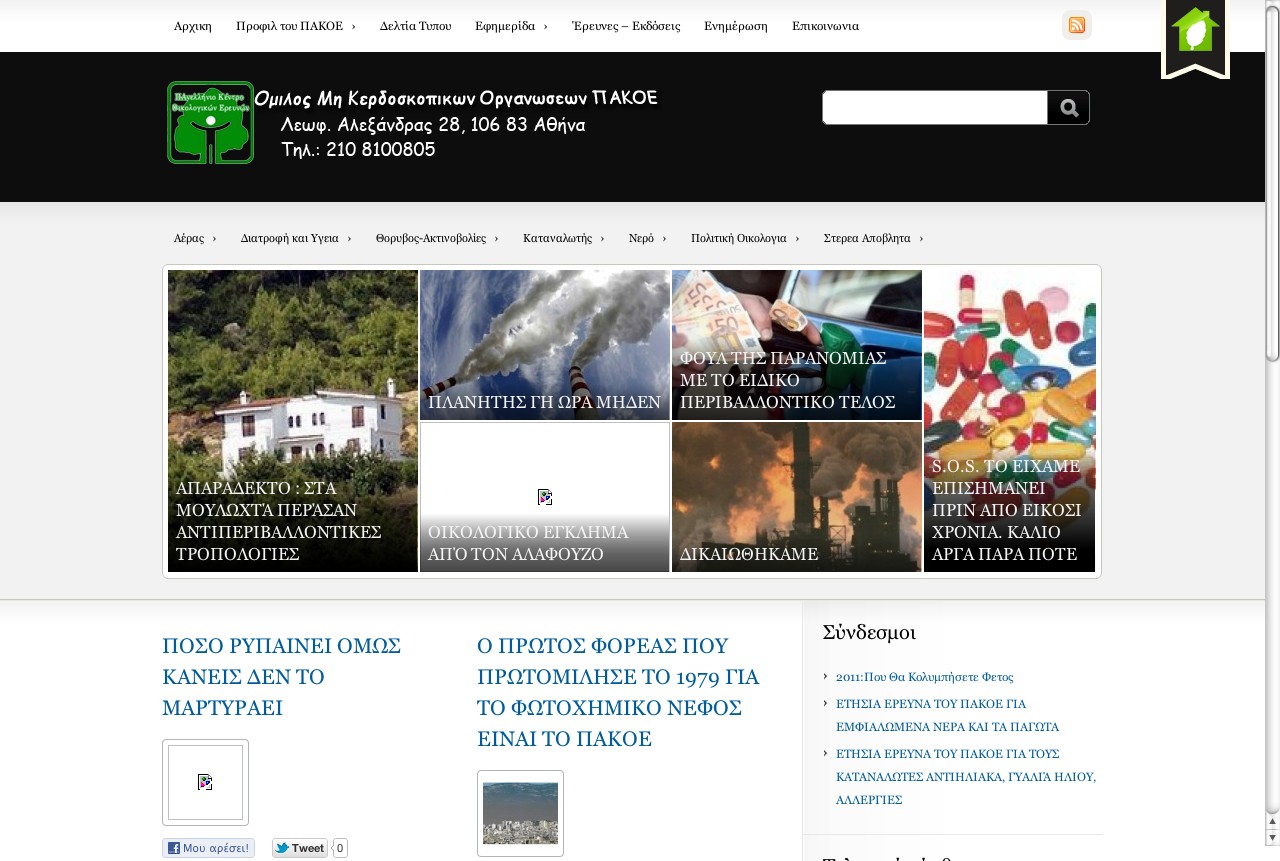 Αρχικη Προφιλ του ΠΑΚΟΕ › Δελτία Τυπου Εφημερίδα › Έρευνες – Εκδόσεις Ενημέρωση Επικοινωνια
ΠΑγελλήνιο Κέντρο
Οικολογικών Ερευνών
Ομιλος Μη Κερδοσκοπικων Οργανωσεων ΠΑΚΟΕ
Λεωφ. Αλεξάνδρας 28, 106 83 Αθήνα
Τηλ.: 210 8100805
Αέρας › Διατροφή και Υγεια › Θορυβος-Ακτινοβολίες › Καταναλωτής › Νερό › Πολιτική Οικολογια › Στερεα Αποβλητα ›
ΑΠΑΡΑΔΕΚΤΟ : ΣΤΑ
ΜΟΥΛΩΧΤΆ ΠΕΡΑΣΑΝ
ΑΝΤΙΠΕΡΙΒΑΛΛΟΝΤΙΚΕΣ
ΤΡΟΠΟΛΟΓΙΕΣ
ΠΛΑΝΗΤΗΣ ΓΗ ΩΡΑ ΜΗΔΕΝ
ΟΙΚΟΛΟΓΙΚΟ ΕΓΚΛΗΜΑ
ΑΠΌ ΤΟΝ ΑΛΑΦΟΥΖΟ
ΦΟΥΛ ΤΗΣ ΠΑΡΑΝΟΜΙΑΣ
ΜΕ ΤΟ ΕΙΔΙΚΟ
ΠΕΡΙΒΑΛΛΟΝΤΙΚΟ ΤΕΛΟΣ
ΔΙΚΑΙΩΘΗΚΑΜΕ
S.O.S. ΤΟ ΕΙΧΑΜΕ
ΕΠΙΣΗΜΑΝΕΙ
ΠΡΙΝ ΑΠΟ ΕΙΚΟΣΙ
ΧΡΟΝΙΑ. ΚΑΛΙΟ
ΑΡΓΑ ΠΑΡΑ ΠΟΤΕ
ΠΟΣΟ ΡΥΠΑΙΝΕΙ ΟΜΩΣ
ΚΑΝΕΙΣ ΔΕΝ ΤΟ
ΜΑΡΤΥΡΑΕΙ
Μου αρέσει! Tweet 0
Ο ΠΡΩΤΟΣ ΦΟΡΕΑΣ ΠΟΥ
ΠΡΩΤΟΜΙΛΗΣΕ ΤΟ 1979 ΓΙΑ
ΤΟ ΦΩΤΟΧΗΜΙΚΟ ΝΕΦΟΣ
ΕΙΝΑΙ ΤΟ ΠΑΚΟΕ
Σύνδεσμοι
2011:Που Θα Κολυμπήσετε Φετος
ΕΤΗΣΙΑ ΕΡΕΥΝΑ ΤΟΥ ΠΑΚΟΕ ΓΙΑ
ΕΜΦΙΑΛΩΜΕΝΑ ΝΕΡΑ ΚΑΙ ΤΑ ΠΑΓΩΤΑ
ΕΤΗΣΙΑ ΕΡΕΥΝΑ ΤΟΥ ΠΑΚΟΕ ΓΙΑ ΤΟΥΣ
ΚΑΤΑΝΑΛΩΤΕΣ ΑΝΤΙΗΛΙΑΚΑ, ΓΥΑΛΙΆ ΗΛΙΟΥ,
ΑΛΛΕΡΓΙΕΣ